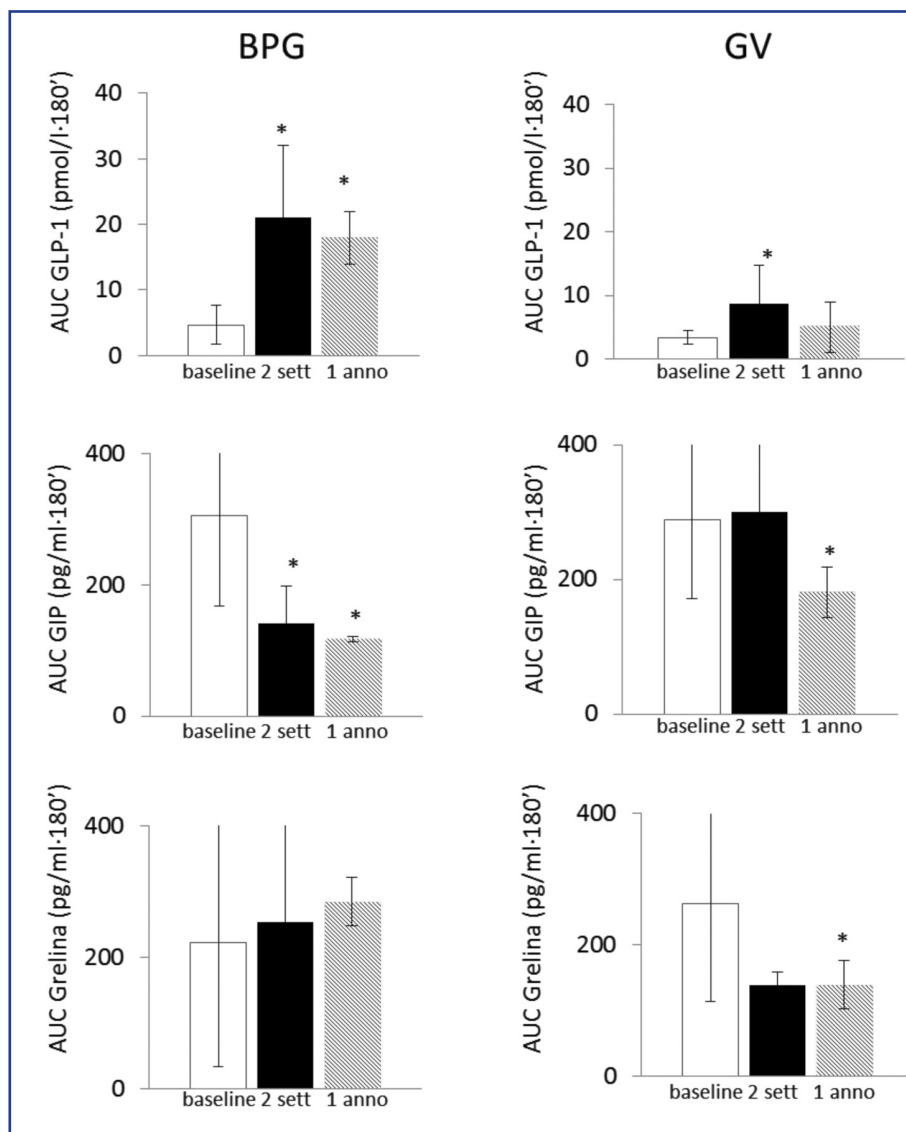 BPG
GV
AUC GLP-1 (pmol/l·180’)
40
30
20
10
0
*
*
baseline 2 sett 1 anno
AUC GLP-1 (pmol/l·180’)
40
30
20
10
0
*
baseline 2 sett 1 anno
AUC GIP (pg/ml·180’)
400
200
0
*
*
baseline 2 sett 1 anno
AUC GIP (pg/ml·180’)
400
200
0
*
baseline 2 sett 1 anno
AUC Grelina (pg/ml·180’)
400
200
0
baseline 2 sett 1 anno
AUC Grelina (pg/ml·180’)
400
200
0
*
baseline 2 sett 1 anno